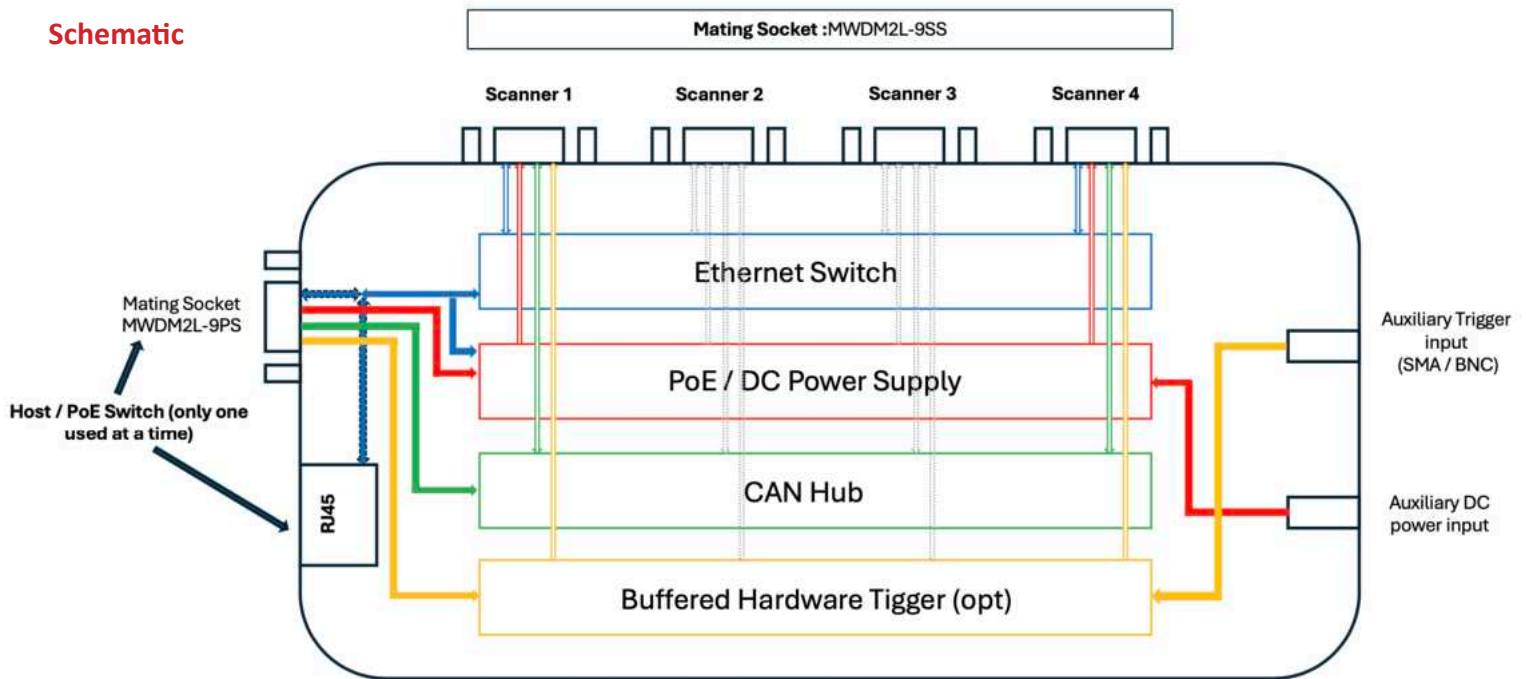 Schematic
Mating Socket :MWDM2L-9SS
Scanner 1
Scanner 2
Scanner 3
Scanner 4
Ethernet Switch
Mating Socket
MWDM2L-9PS
Auxiliary Trigger
input
(SMA / BNC)
PoE / DC Power Supply
Host / PoE Switch (only one
used at a time)
CAN Hub
RJ45
Auxiliary DC
power input
Buffered Hardware Tigger (opt)